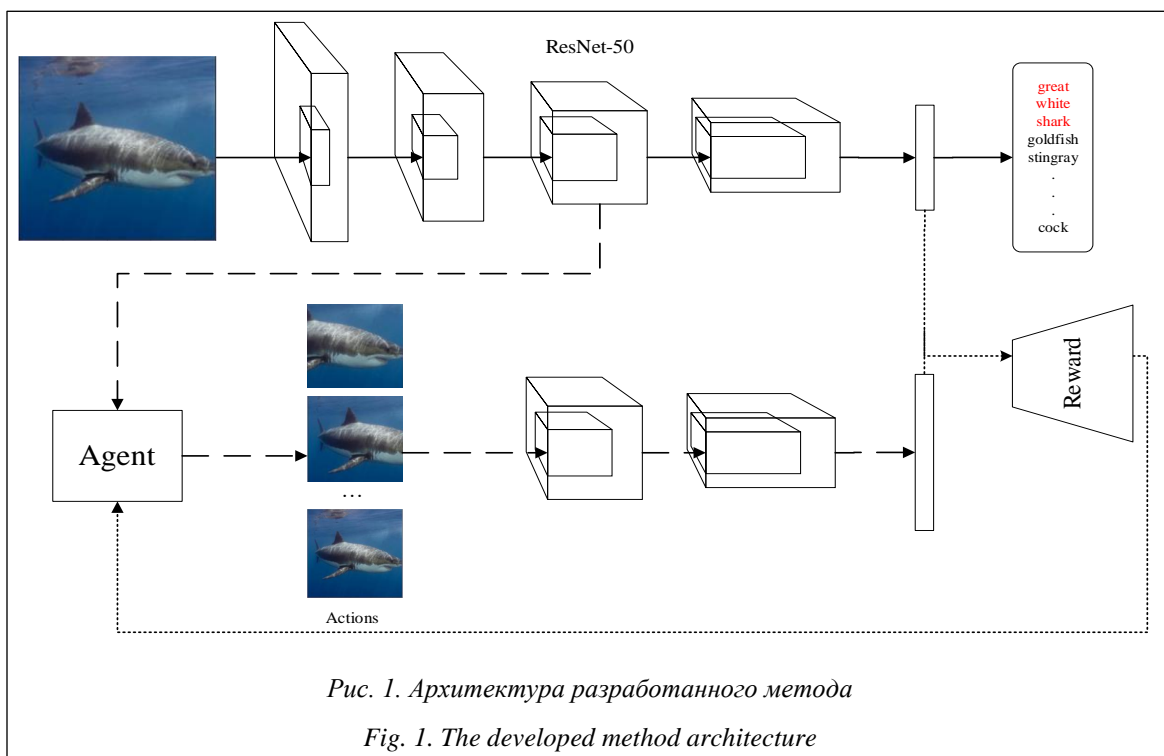 ResNet-50
great
white
shark
goldfish
stingray
.
.
.
cock
Reward
Agent
...
Actions
Рис. 1. Архитектура разработанного метода
Fig. 1. The developed method architecture